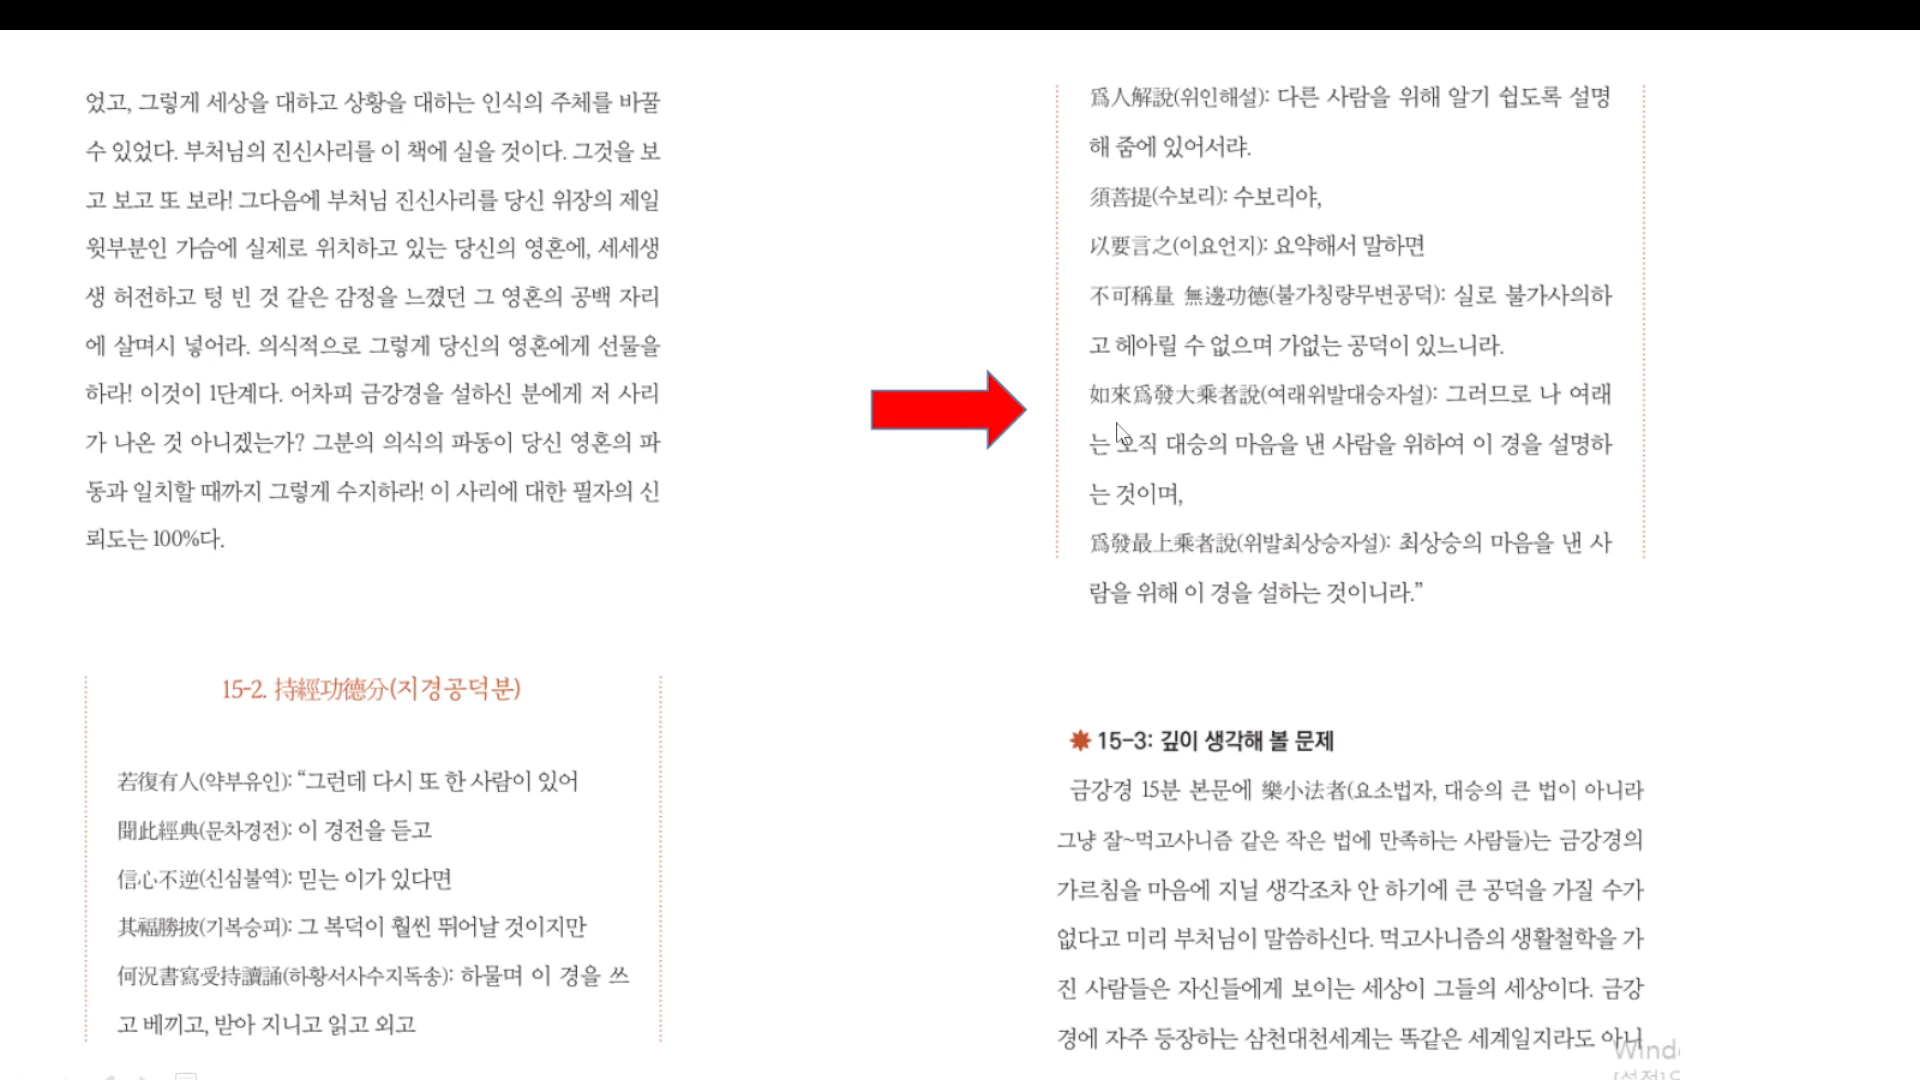 었고, 그렇게 세상을 대하고 상황을 대하는 인식의 주체를 바꿀
수 있었다. 부처님의 진신사리를 이 책에 실을 것이다. 그것을 보
고 보고 또 보라! 그다음에 부처님 진신사리를 당신 위장의 제일
윗부분인 가슴에 실제로 위치하고 있는 당신의 영혼에, 세세생
생 허전하고 텅 빈 것 같은 감정을 느꼈던 그 영혼의 공백 자리
에 살며시 넣어라. 의식적으로 그렇게 당신의 영혼에게 선물을
하라! 이것이 1단계다. 어차피 금강경을 설하신 분에게 저 사리
가 나온 것 아니겠는가? 그분의 의식의 파동이 당신 영혼의 파
동과 일치할 때까지 그렇게 수지하라! 이 사리에 대한 필자의 신
뢰도는 100%다.
15-2. 持經功德分(지경공덕분)
若復有人(약부유인): “그런데 다시 또 한 사람이 있어
聞此經典(문차경전): 이 경전을 듣고
信心不逆(신심불역): 믿는 이가 있다면
其福勝披(기복승피): 그 복덕이 훨씬 뛰어날 것이지만
何況書寫受持讀誦(하황서사수지독송): 하물며 이 경을 쓰
고 베끼고, 받아 지니고 읽고 외고
爲人解說(위인해설): 다른 사람을 위해 알기 쉽도록 설명
해 줌에 있어서랴.
須菩提(수보리): 수보리야,
以要言之(이요언지): 요약해서 말하면
不可稱量 無邊功德(불가칭량무변공덕): 실로 불가사의하
고 헤아릴 수 없으며 가없는 공덕이 있느니라.
如來爲發大乘者說(여래위발대승자설): 그러므로 나 여래
는 오직 대승의 마음을 낸 사람을 위하여 이 경을 설명하
는 것이며,
爲發最上乘者說(위발최상승자설): 최상승의 마음을 낸 사
람을 위해 이 경을 설하는 것이니라.”
15-3: 깊이 생각해 볼 문제
금강경 15분 본문에 樂小法者(요소법자, 대승의 큰 법이 아니라
그냥 잘~먹고사니즘 같은 작은 법에 만족하는 사람들)는 금강경의
가르침을 마음에 지닐 생각조차 안 하기에 큰 공덕을 가질 수가
없다고 미리 부처님이 말씀하신다. 먹고사니즘의 생활철학을 가
진 사람들은 자신들에게 보이는 세상이 그들의 세상이다. 금강
경에 자주 등장하는 삼천대천세계는 똑같은 세계일지라도 아니